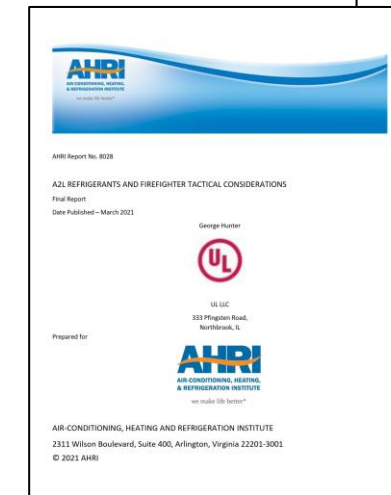 AHRI
AIR-CONDITIONING, HEATING,
& REFRIGERATION INSTITUTE
we make life better®
AHRI Report No. 8028
A2L REFRIGERANTS AND FIREFIGHTER TACTICAL CONSIDERATIONS
Final Report
Date Published – March 2021
George Hunter
UL
UL LLC
333 Pfingsten Road,
Northbrook, IL
Prepared for
AHRI
AIR-CONDITIONING, HEATING,
& REFRIGERATION INSTITUTE
we make life better®
AIR-CONDITIONING, HEATING AND REFRIGERATION INSTITUTE
2311 Wilson Boulevard, Suite 400, Arlington, Virginia 22201-3001
© 2021 AHRI